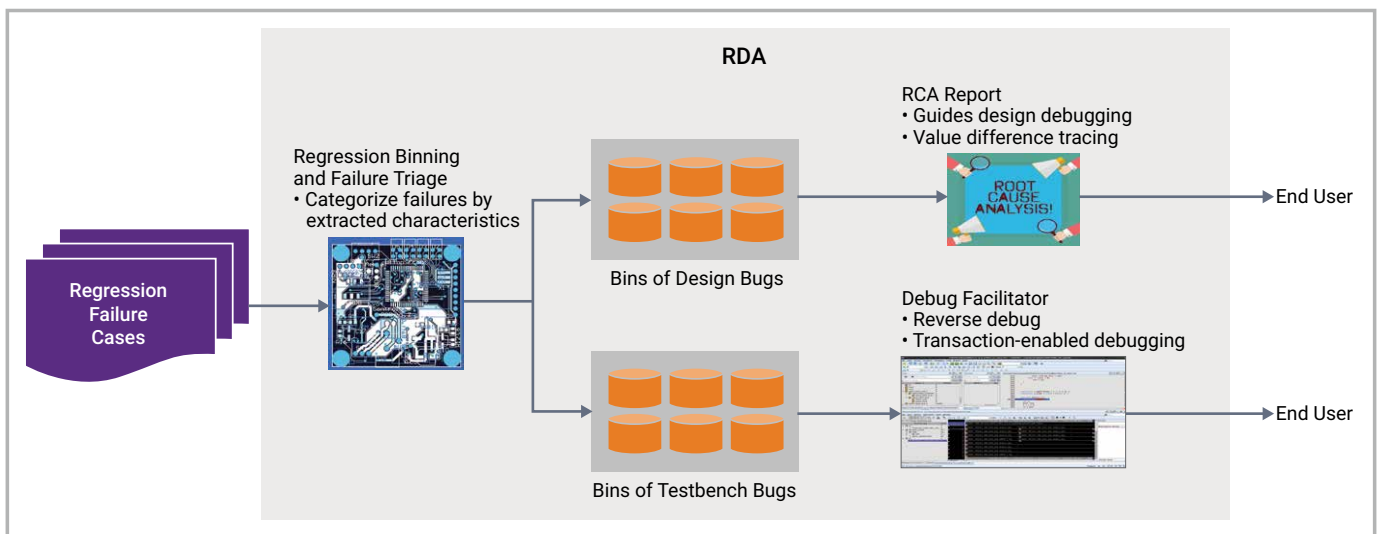 RDA
Regression
Failure
Cases
Regression Binning
and Failure Triage
• Categorize failures by
extracted characteristics
Bins of Design Bugs
Bins of Testbench Bugs
RCA Report
• Guides design debugging
• Value difference tracing
ROOT
CAUSE
ANALYSIS!
End User
Debug Facilitator
• Reverse debug
• Transaction-enabled debugging
End User